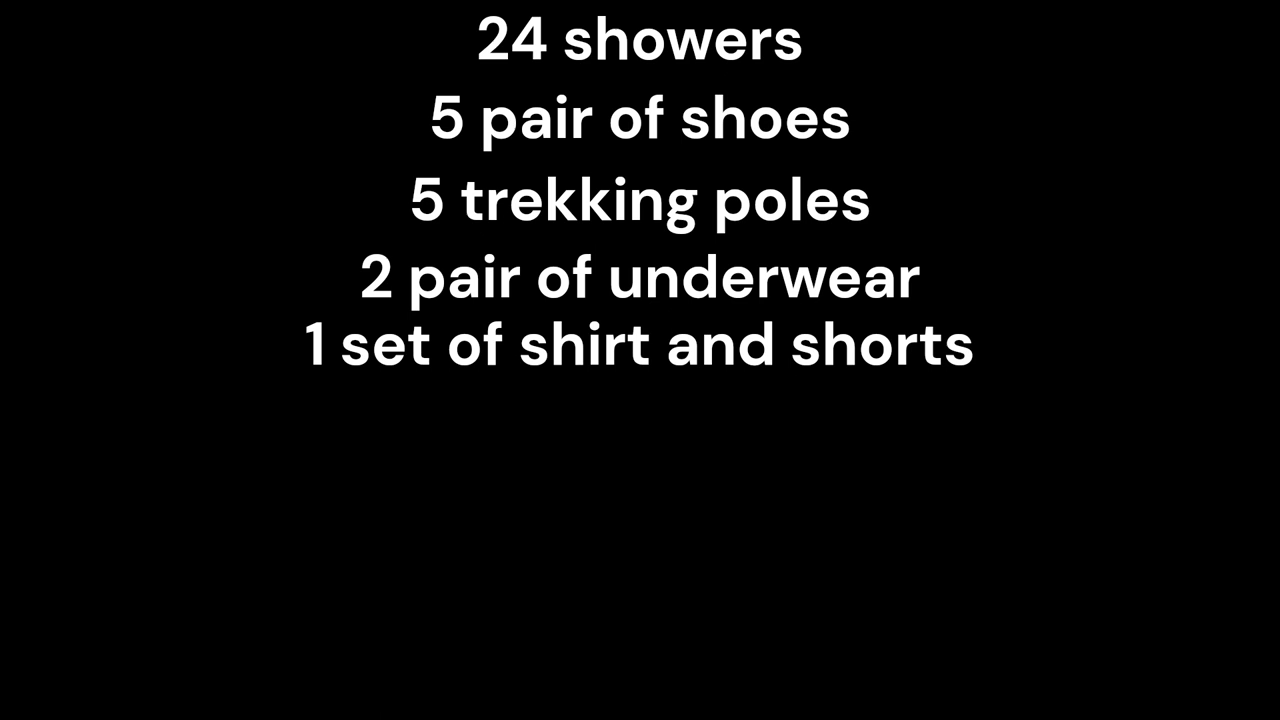 24 showers
5 pair of shoes
5 trekking poles
2 pair of underwear
1 set of shirt and shorts